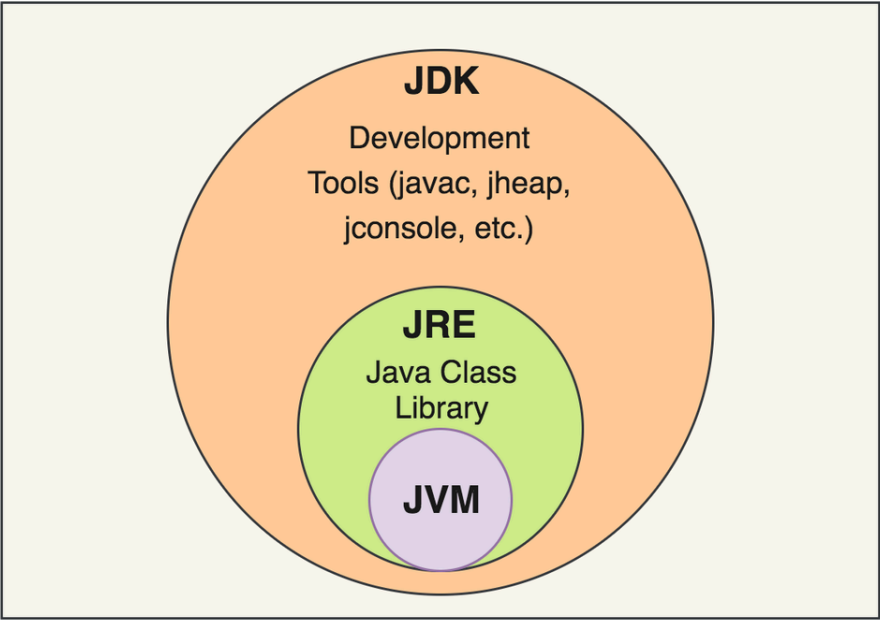 JDK
Development
Tools (javac, jheap,
jconsole, etc.)
JRE
Java Class
Library
JVM